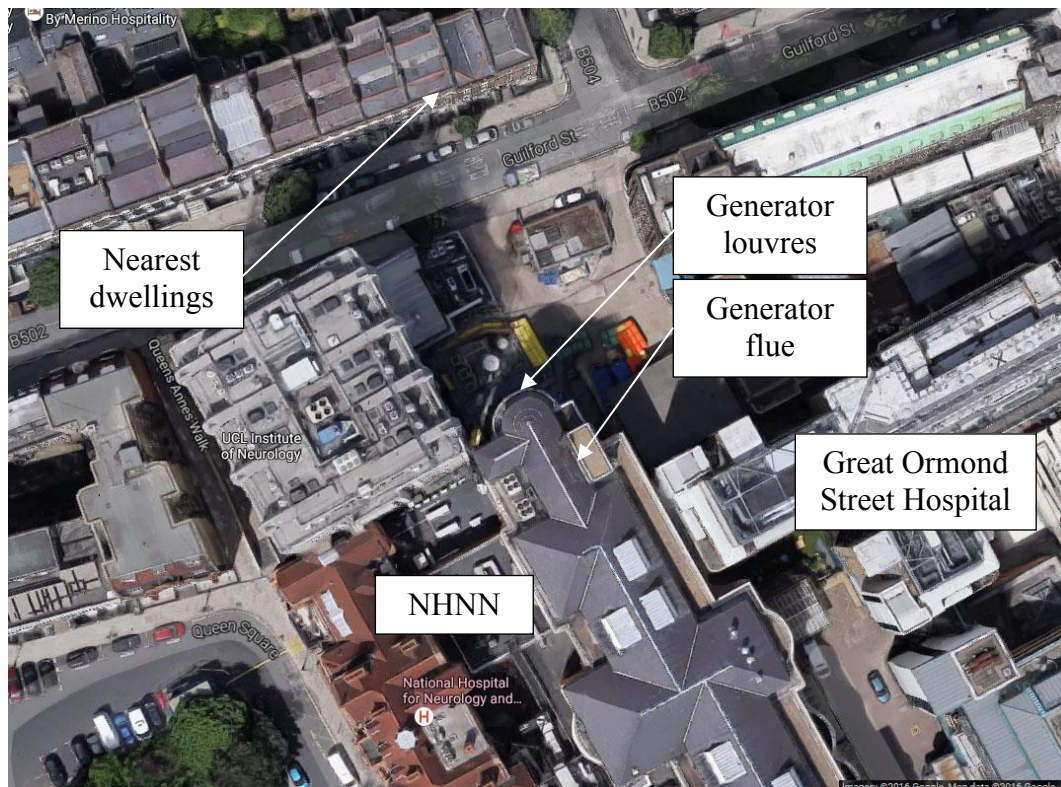 By Merino Hospitality
Guilford St
B504
B502
Guilford St
Generator
louvres
Nearest
dwellings
Generator
flue
B502
Queens Annes Walk
UCL Institute
of Neurology
Great Ormond
Street Hospital
NHNN
Queen Square
National Hospital
for Neurology and...
H
Imagery ©2016 Google, Map data ©2016 Google